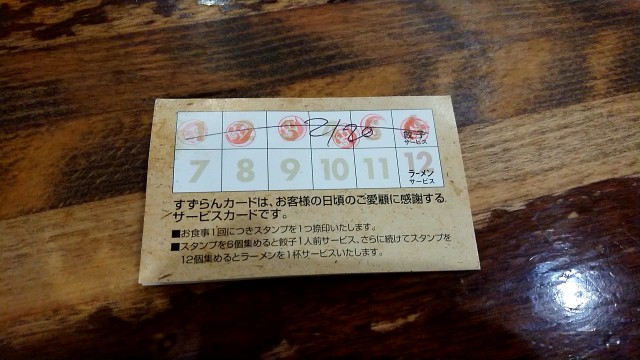 2/20
餃子
サービス
7 8 9 10 11 12
ラーメン
サービス
すずらんカードは、お客様の日頃のご愛顧に感謝する
サービスカードです。
■お食事1回につきスタンプを1つ捺印いたします。
■スタンプを6個集めると餃子1人前サービス、さらに続けてスタンプを
12個集めるとラーメンを1杯サービスいたします。